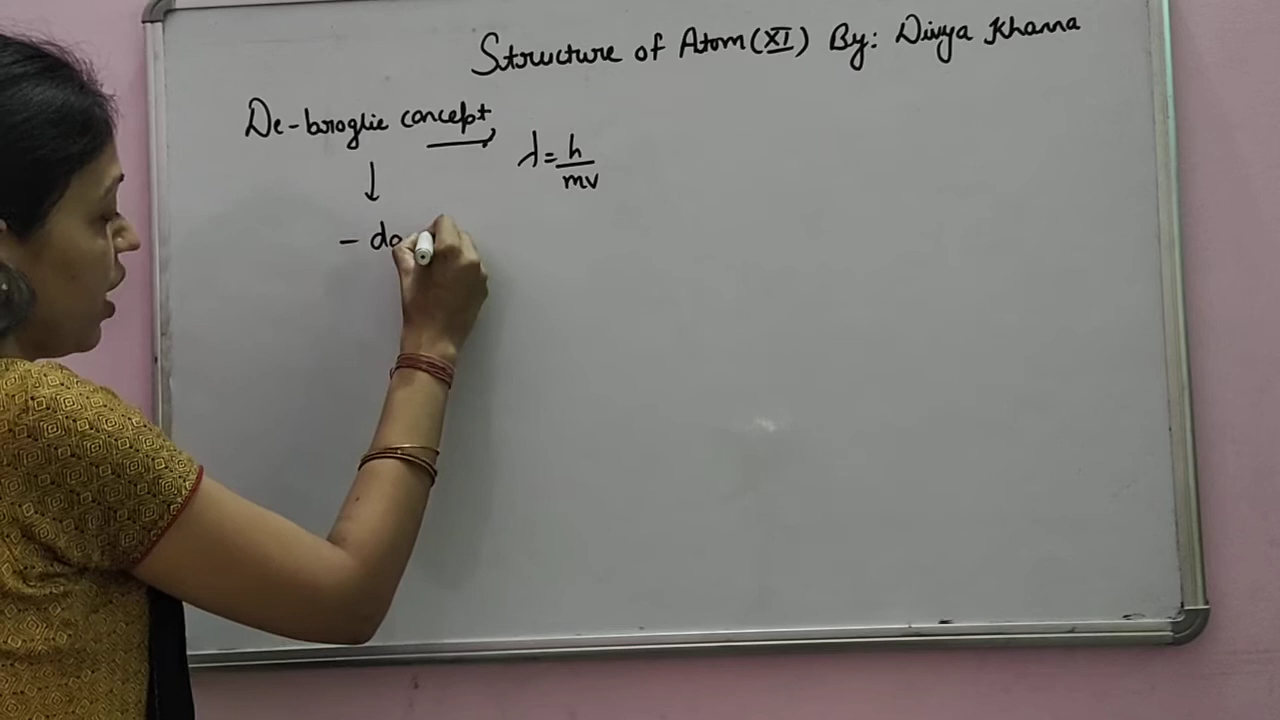 Structure of Atom (XI) By: Divya Khanna
De-broglie concept
λ = h/mv
- do